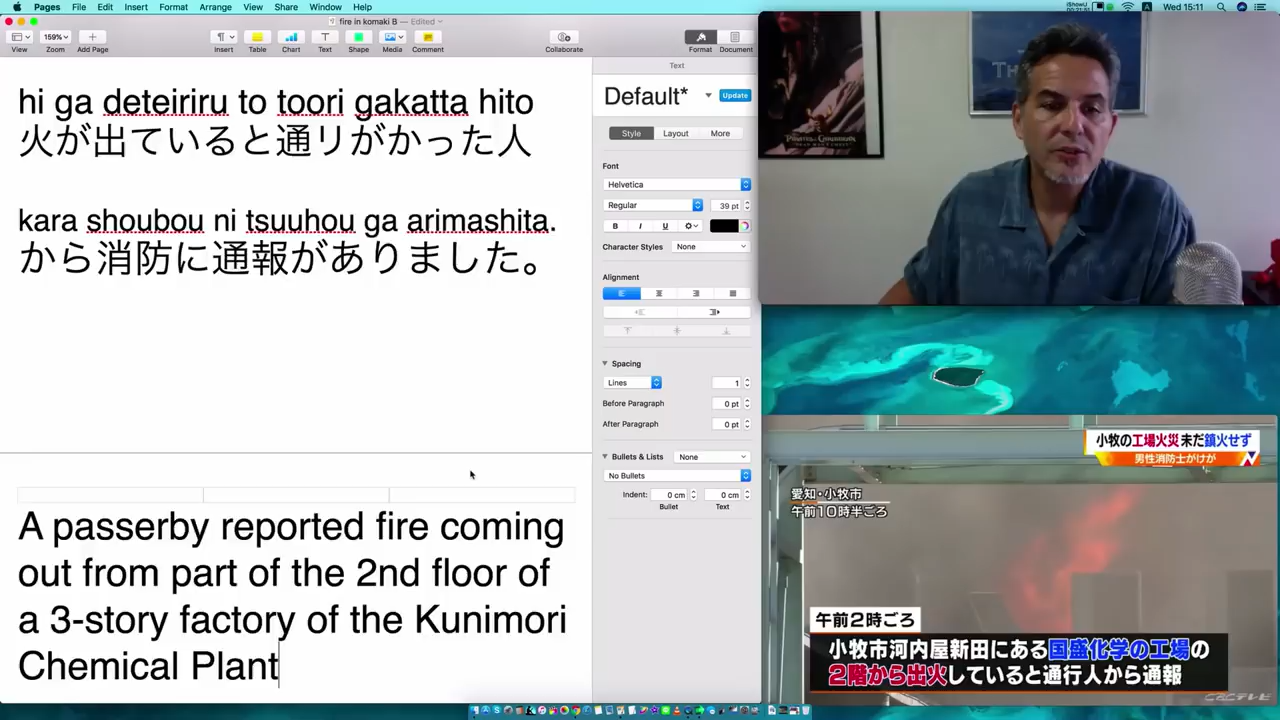 Pages File Edit Insert Format Arrange View Share Window Help
Wed 15:11
fire in komaki B — Edited
View 159% Zoom Add Page Insert Table Chart Text Shape Media Comment Collaborate Format Document
hi ga deteiriru to toori gakatta hito
火が出ていると通リがかった人
kara shoubou ni tsuuhou ga arimashita.
から消防に通報がありました。
A passerby reported fire coming
out from part of the 2nd floor of
a 3-story factory of the Kunimori
Chemical Plant
Text
Default* Update
Style Layout More
Font
Helvetica
Regular 39 pt
B I U
Character Styles None
Alignment
Spacing
Lines 1
Before Paragraph 0 pt
After Paragraph 0 pt
Bullets & Lists None
No Bullets
Indent: 0 cm 0 cm
Bullet Text
小牧の工場火災 未だ鎮火せず
男性消防士がけが
愛知・小牧市
午前10時半ごろ
午前2時ごろ
小牧市河内屋新田にある国盛化学の工場の
2階から出火していると通行人から通報
CBCテレビ